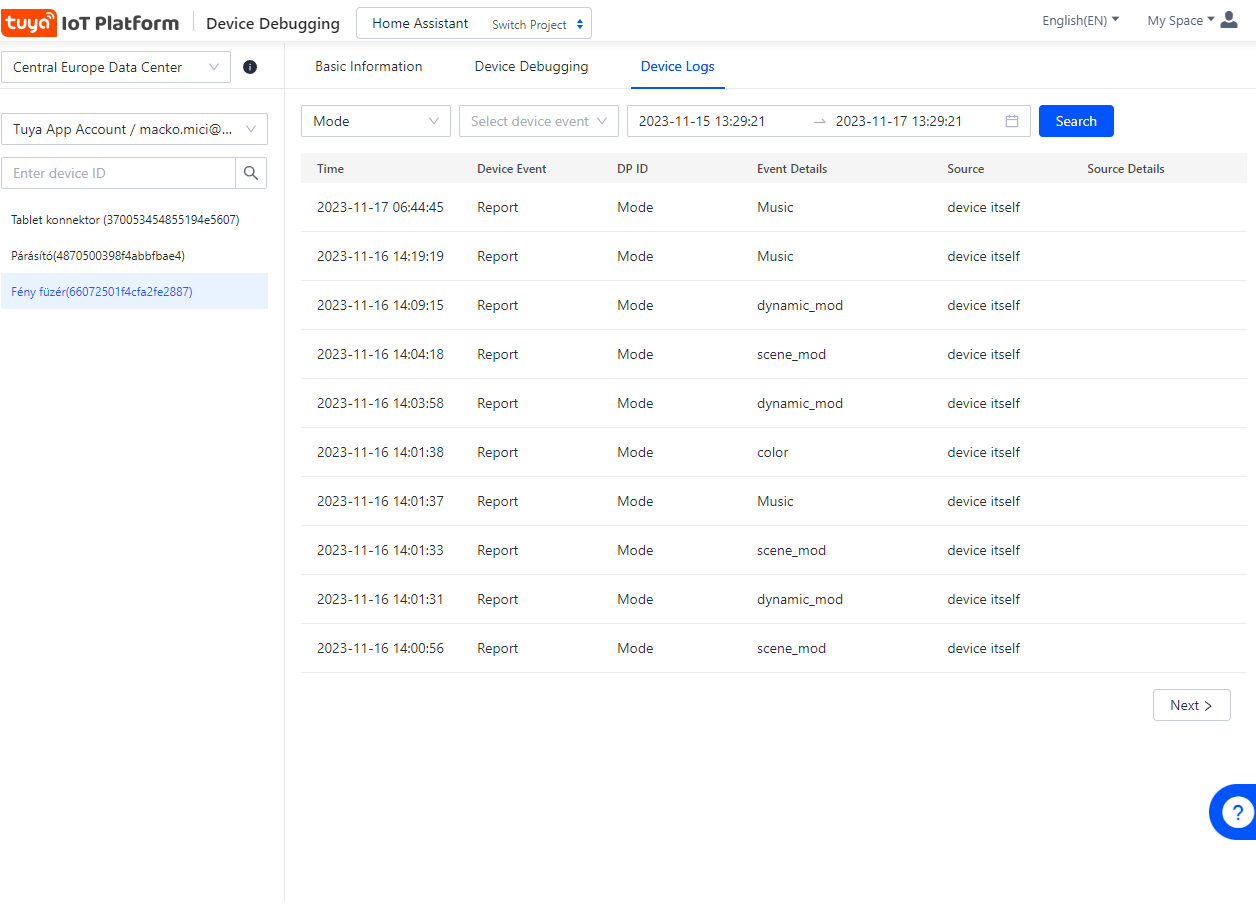 tuya IoT Platform Device Debugging Home Assistant Switch Project English(EN) My Space
Central Europe Data Center
Basic Information Device Debugging Device Logs
Tuya App Account / macko.mici@...
Mode Select device event 2023-11-15 13:29:21 → 2023-11-17 13:29:21 Search
Enter device ID
Time Device Event DP ID Event Details Source Source Details
Tablet konnektor (370053454855194e5607)
Párásító(4870500398f4abbfbae4)
Fény füzér(66072501f4cfa2fe2887)
2023-11-17 06:44:45 Report Mode Music device itself
2023-11-16 14:19:19 Report Mode Music device itself
2023-11-16 14:09:15 Report Mode dynamic_mod device itself
2023-11-16 14:04:18 Report Mode scene_mod device itself
2023-11-16 14:03:58 Report Mode dynamic_mod device itself
2023-11-16 14:01:38 Report Mode color device itself
2023-11-16 14:01:37 Report Mode Music device itself
2023-11-16 14:01:33 Report Mode scene_mod device itself
2023-11-16 14:01:31 Report Mode dynamic_mod device itself
2023-11-16 14:00:56 Report Mode scene_mod device itself
Next >
?